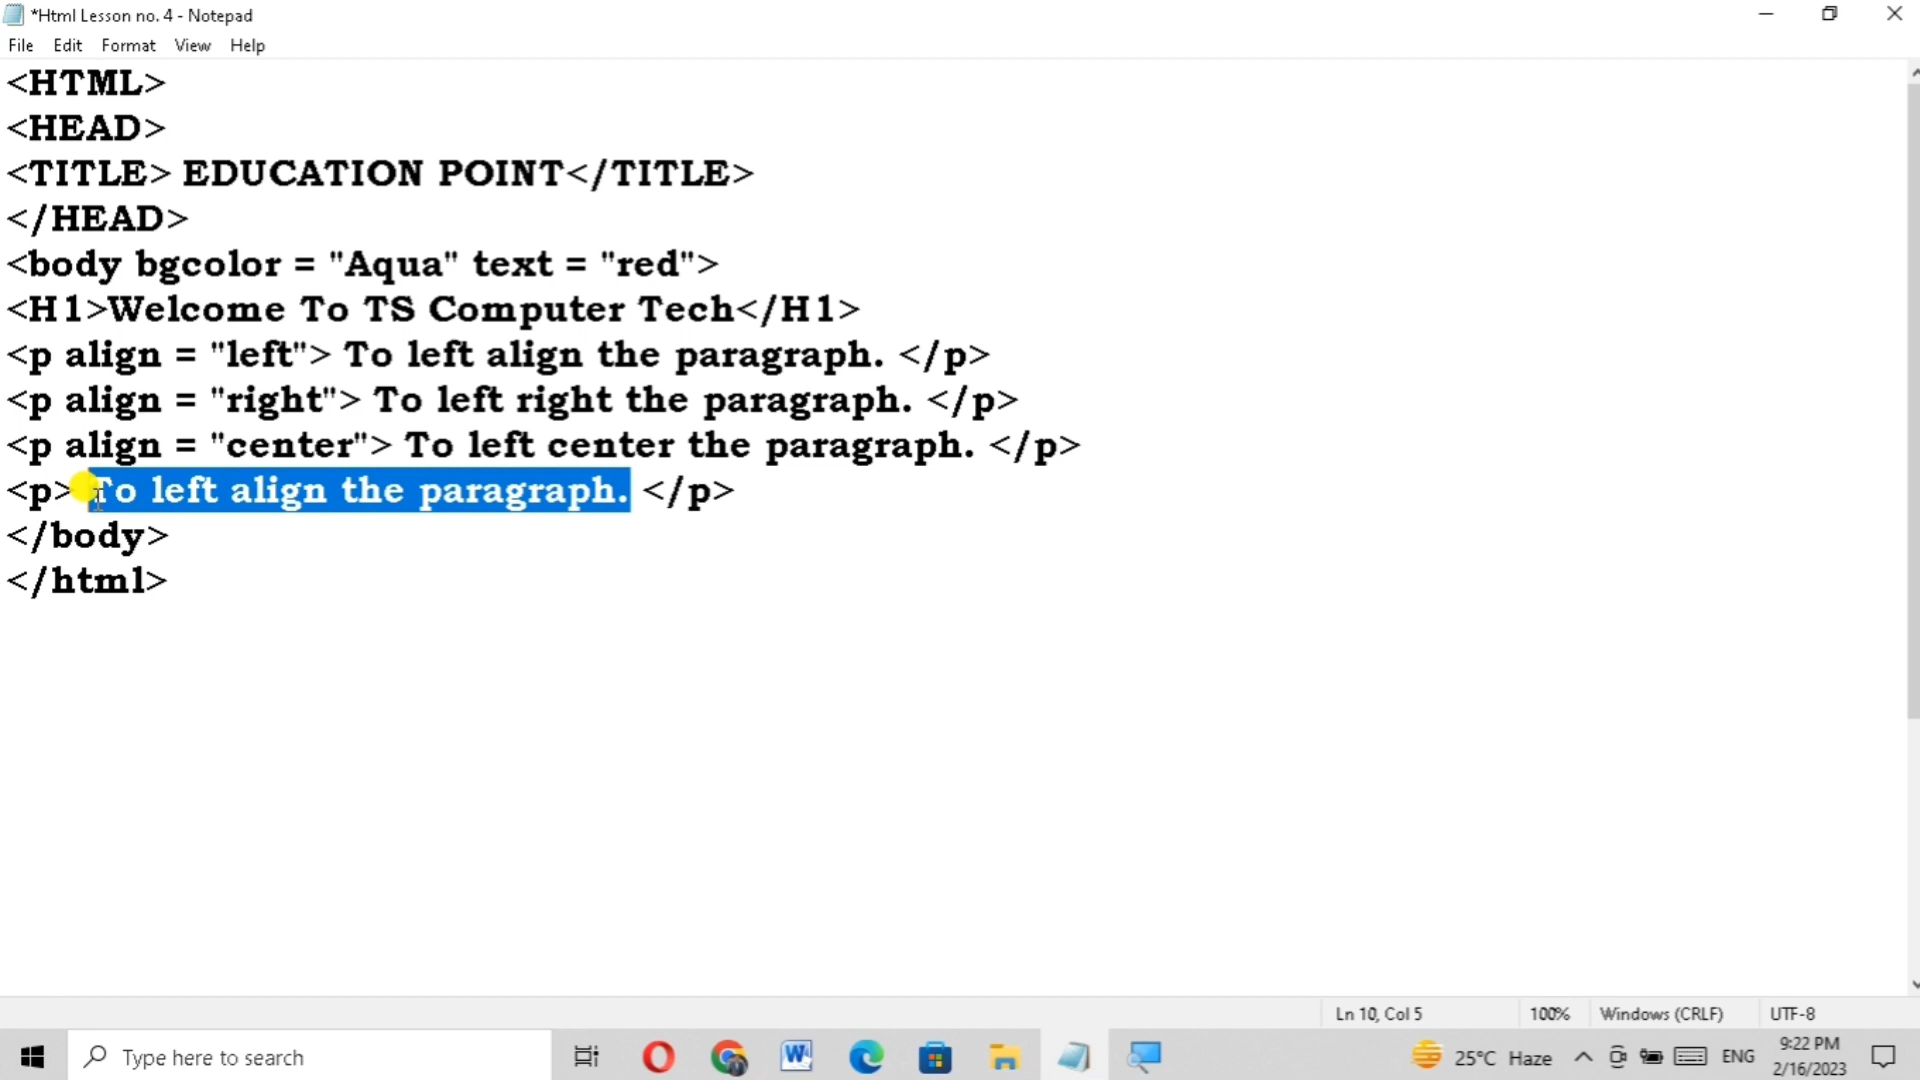 *Html Lesson no. 4 - Notepad
File Edit Format View Help
<HTML>
<HEAD>
<TITLE> EDUCATION POINT</TITLE>
</HEAD>
<body bgcolor = "Aqua" text = "red">
<H1>Welcome To TS Computer Tech</H1>
<p align = "left"> To left align the paragraph. </p>
<p align = "right"> To left right the paragraph. </p>
<p align = "center"> To left center the paragraph. </p>
<p> To left align the paragraph. </p>
</body>
</html>
Ln 10, Col 5 100% Windows (CRLF) UTF-8
Type here to search
25°C Haze ENG
9:22 PM
2/16/2023